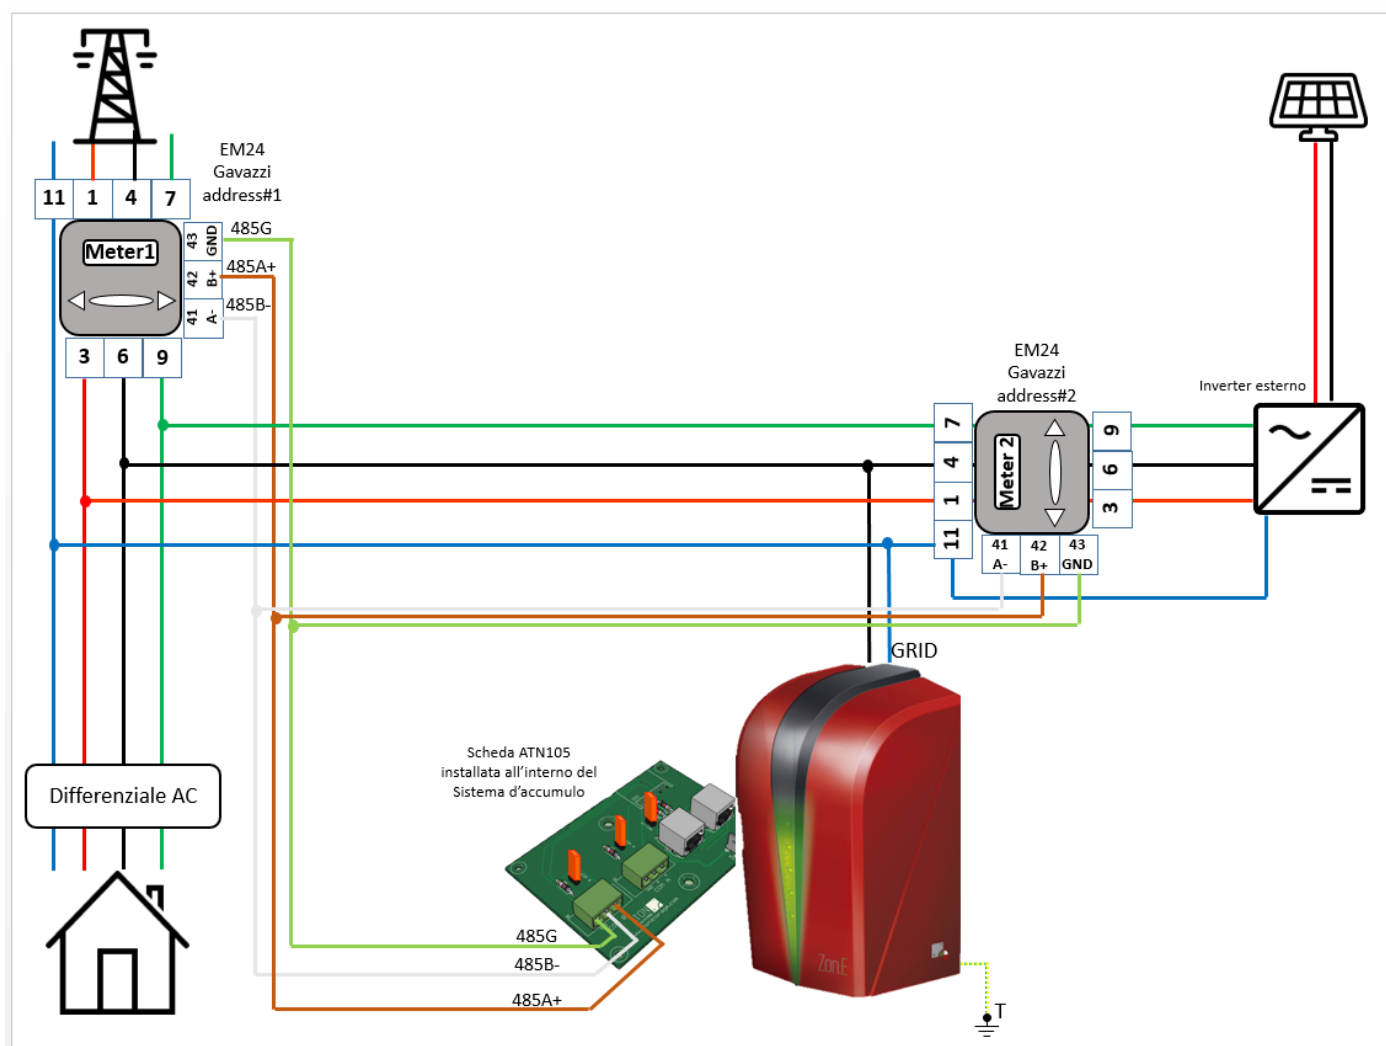 EM24
Gavazzi
address#1
11 1 4 7
Meter1
43 GND
42 B+
41 A-
485G
485A+
485B-
3 6 9
EM24
Gavazzi
address#2
Inverter esterno
7
4
1
11
Meter 2
9
6
3
41 42 43
A- B+ GND
GRID
Scheda ATN105
installata all'interno del
Sistema d'accumulo
Differenziale AC
485G
485B-
485A+
Zon.E
T